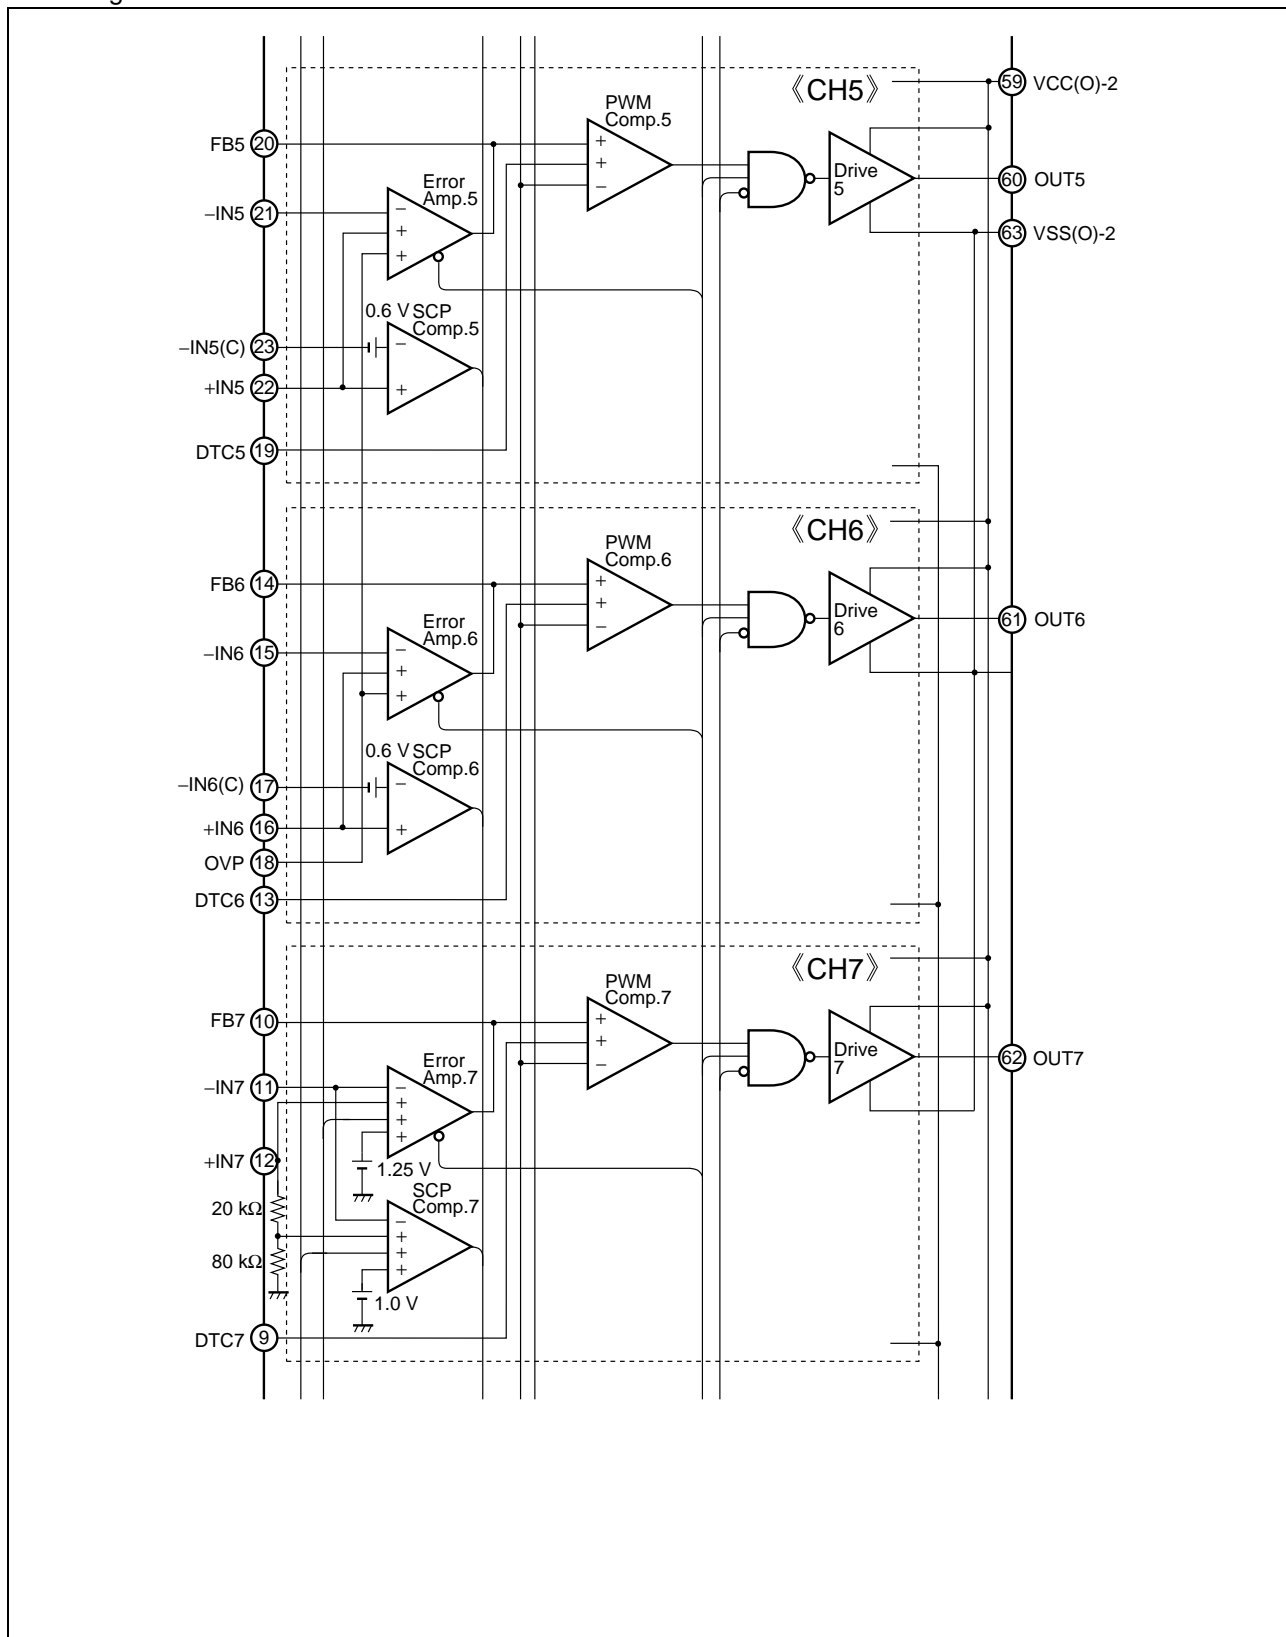 《CH5》
59 VCC(O)-2
PWM
Comp.5
FB5 20
Drive
5
60 OUT5
Error
Amp.5
−IN5 21
63 VSS(O)-2
+
+
−
−
+
+
0.6 V SCP
Comp.5
−IN5(C) 23
−
+IN5 22
+
DTC5 19
《CH6》
PWM
Comp.6
FB6 14
+
+
−
Drive
6
61 OUT6
Error
Amp.6
−IN6 15
−
+
+
0.6 V SCP
Comp.6
−IN6(C) 17
−
+IN6 16
+
OVP 18
DTC6 13
《CH7》
PWM
Comp.7
FB7 10
+
+
−
Drive
7
62 OUT7
Error
Amp.7
−IN7 11
−
+
+
+
+IN7 12
1.25 V
SCP
Comp.7
20 kΩ
−
+
+
+
80 kΩ
1.0 V
DTC7 9